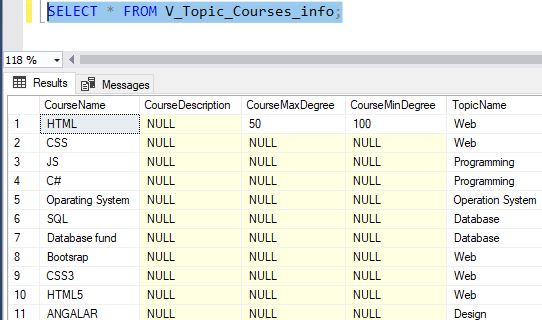 SELECT * FROM V_Topic_Courses_info;
118 %
Results Messages
CourseName CourseDescription CourseMaxDegree CourseMinDegree TopicName
1 HTML NULL 50 100 Web
2 CSS NULL NULL NULL Web
3 JS NULL NULL NULL Programming
4 C# NULL NULL NULL Programming
5 Oparating System NULL NULL NULL Operation System
6 SQL NULL NULL NULL Database
7 Database fund NULL NULL NULL Database
8 Bootsrap NULL NULL NULL Web
9 CSS3 NULL NULL NULL Web
10 HTML5 NULL NULL NULL Web
11 ANGALAR NULL NULL NULL Design